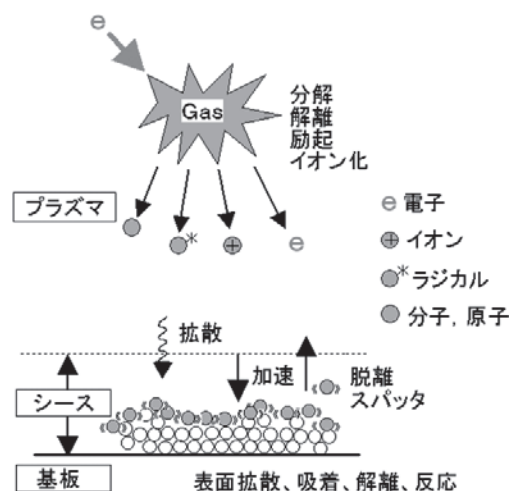 ⊖
Gas
分解
解離
励起
イオン化
プラズマ
*
+
⊖
⊖ 電子
⊕ イオン
* ラジカル
分子，原子
拡散
加速
脱離
スパッタ
シース
基板
表面拡散、吸着、解離、反応